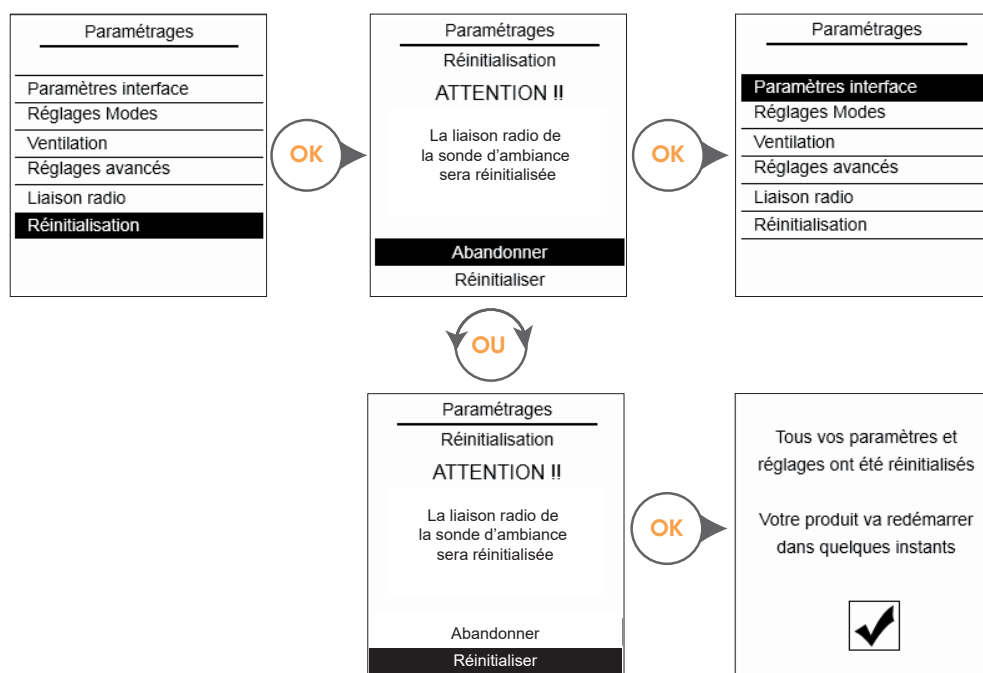 Paramétrages
Paramètres interface
Réglages Modes
Ventilation
Réglages avancés
Liaison radio
Réinitialisation
OK
Paramétrages
Réinitialisation
ATTENTION !!
La liaison radio de
la sonde d'ambiance
sera réinitialisée
Abandonner
Réinitialiser
OK
Paramétrages
Paramètres interface
Réglages Modes
Ventilation
Réglages avancés
Liaison radio
Réinitialisation
OU
Paramétrages
Réinitialisation
ATTENTION !!
La liaison radio de
la sonde d'ambiance
sera réinitialisée
Abandonner
Réinitialiser
OK
Tous vos paramètres et
réglages ont été réinitialisés
Votre produit va redémarrer
dans quelques instants